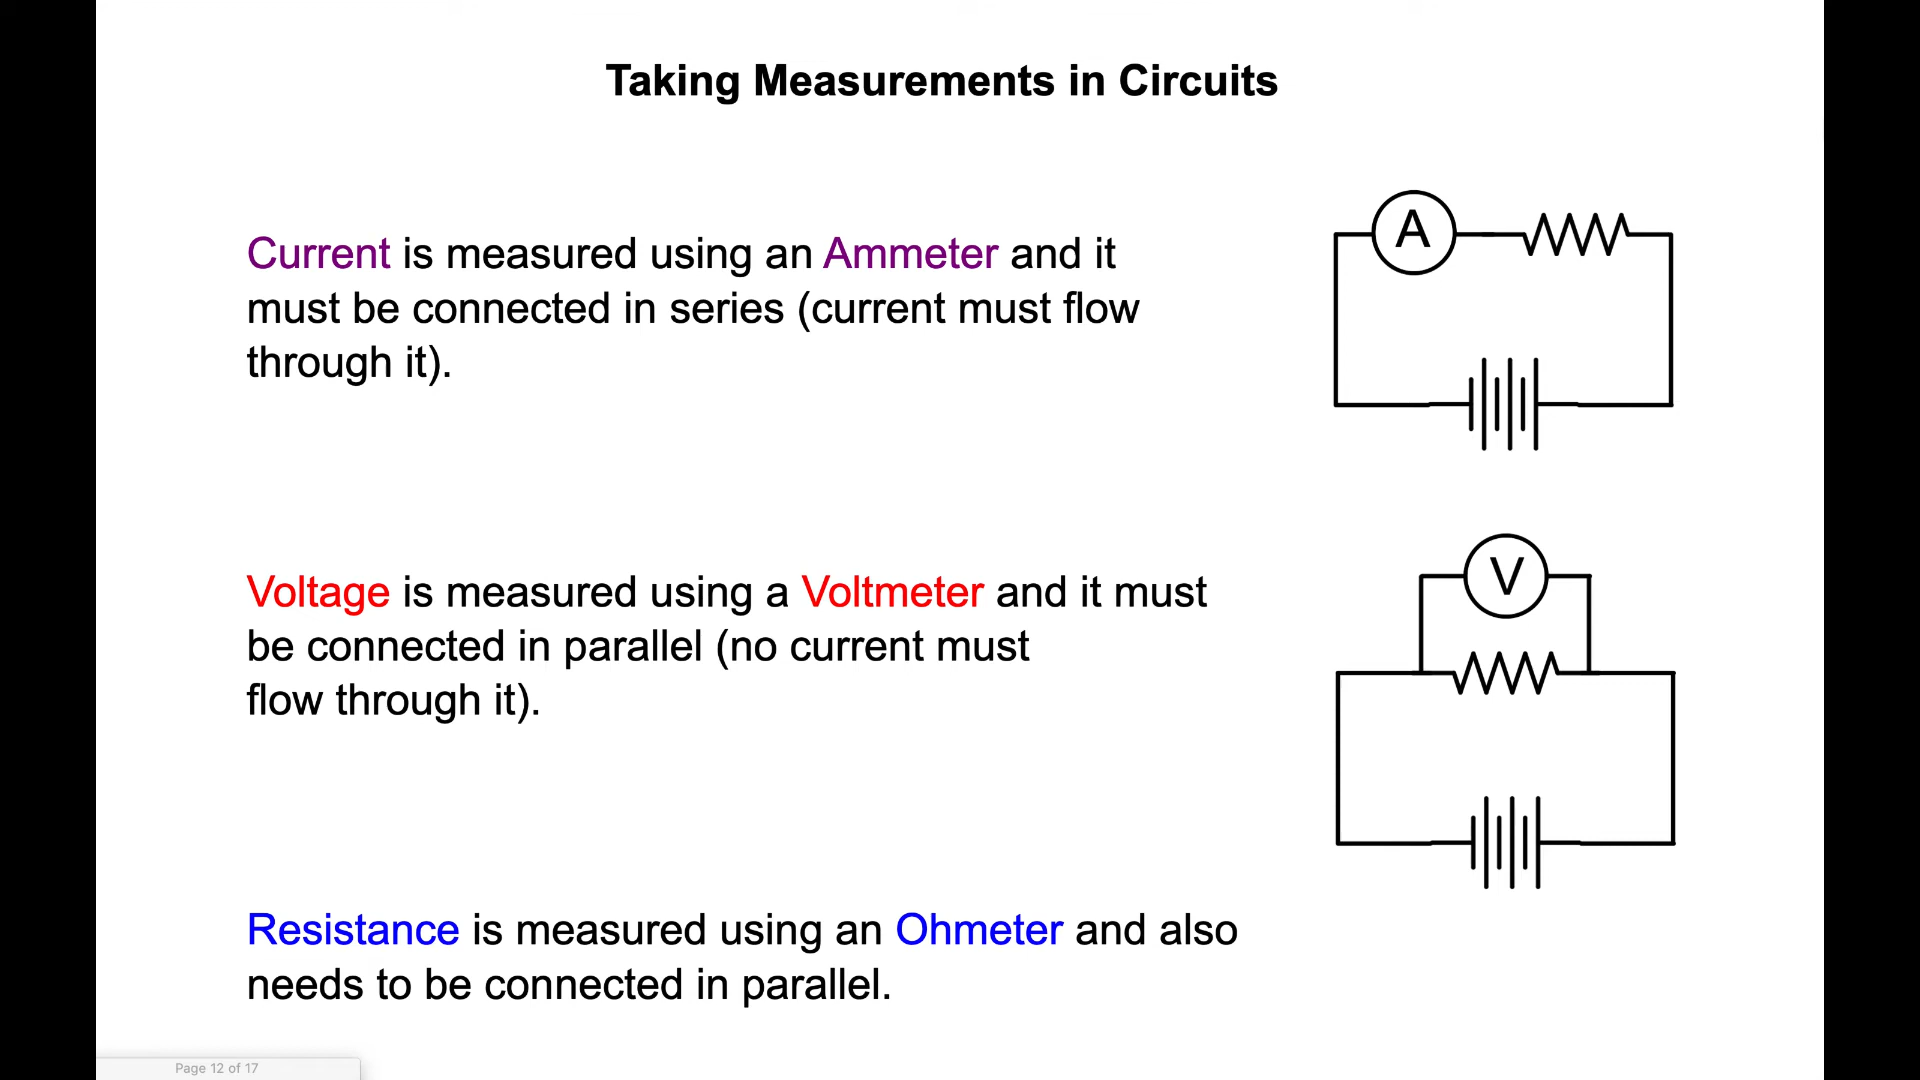 Taking Measurements in Circuits
Current is measured using an Ammeter and it
must be connected in series (current must flow
through it).
A
Voltage is measured using a Voltmeter and it must
be connected in parallel (no current must
flow through it).
V
Resistance is measured using an Ohmeter and also
needs to be connected in parallel.
Page 12 of 17